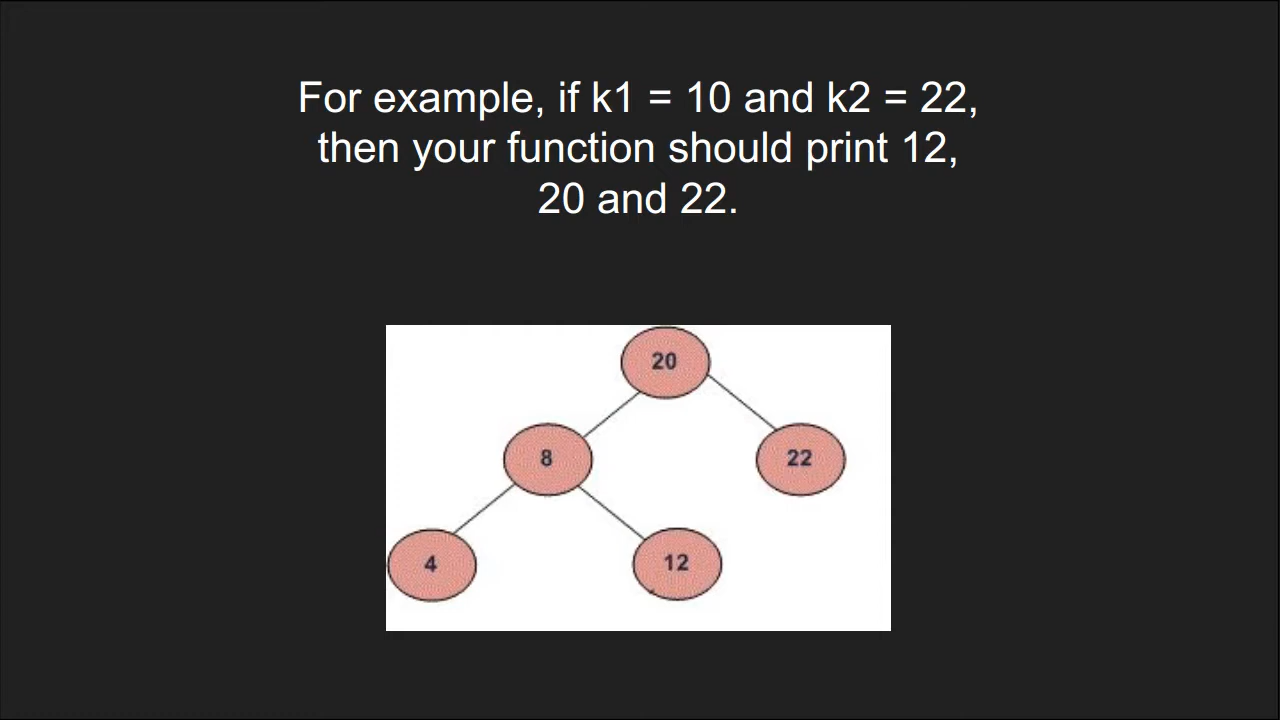 For example, if k1 = 10 and k2 = 22,
then your function should print 12,
20 and 22.
20
8
22
4
12